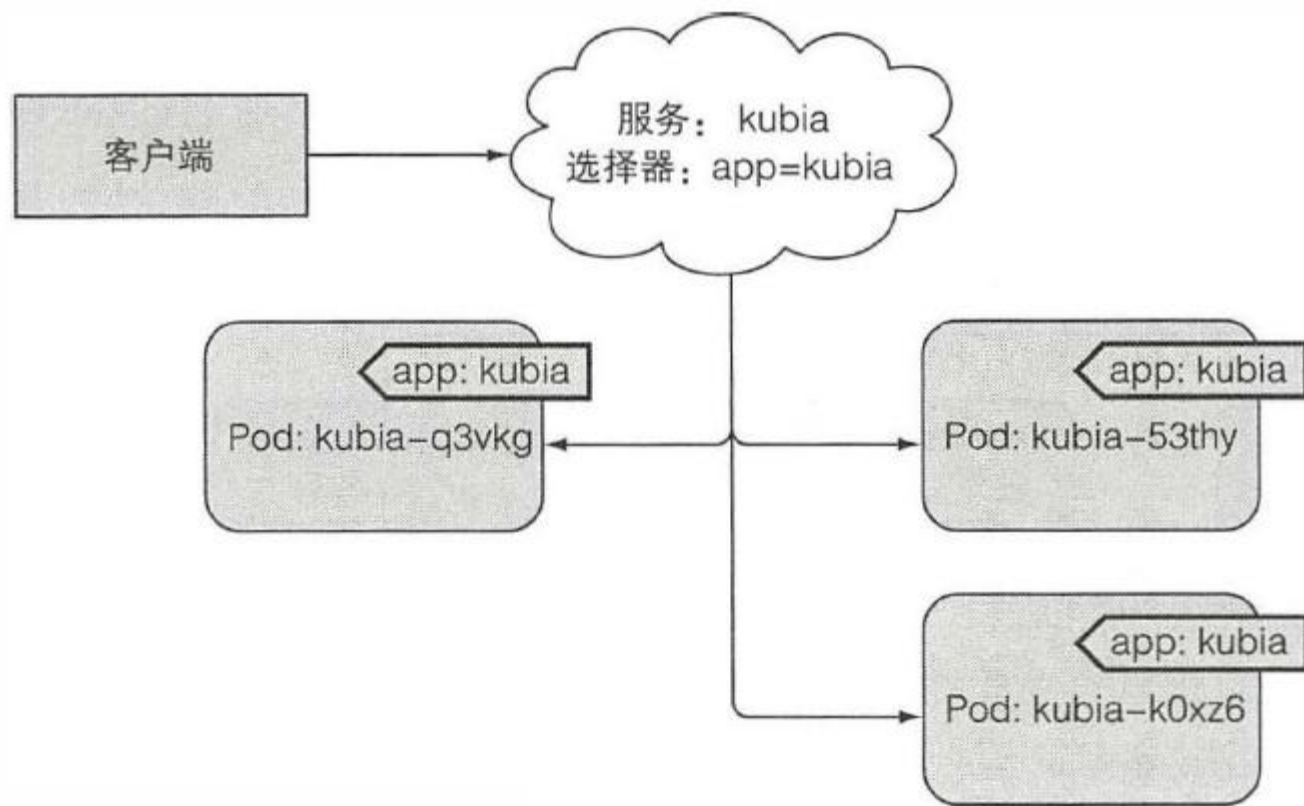 客户端
服务： kubia
选择器：app=kubia
app: kubia
Pod: kubia-q3vkg
app: kubia
Pod: kubia-53thy
app: kubia
Pod: kubia-k0xz6